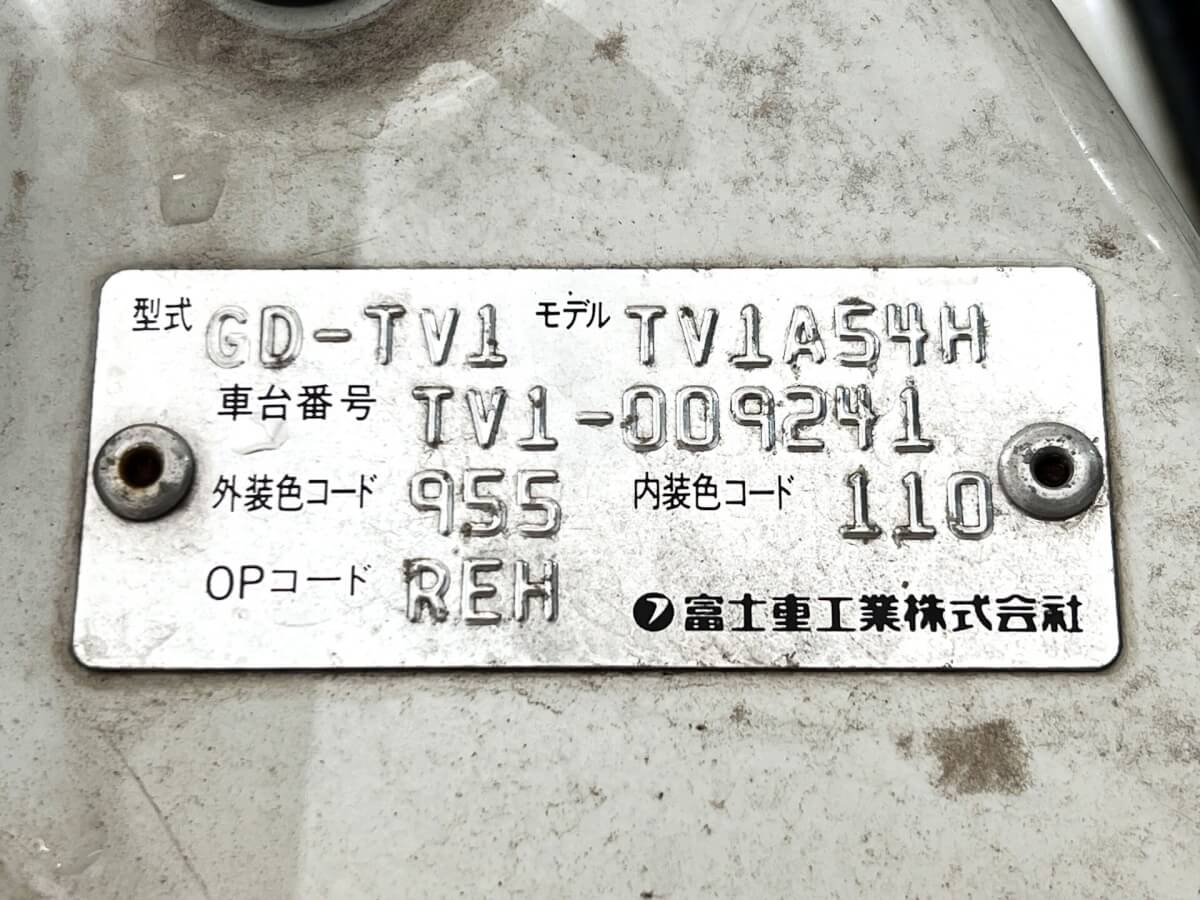 型式 GD-TV1 モデル TV1A54H
車台番号 TV1-009241
外装色コード 955 内装色コード 110
OPコード REH
富士重工業株式会社